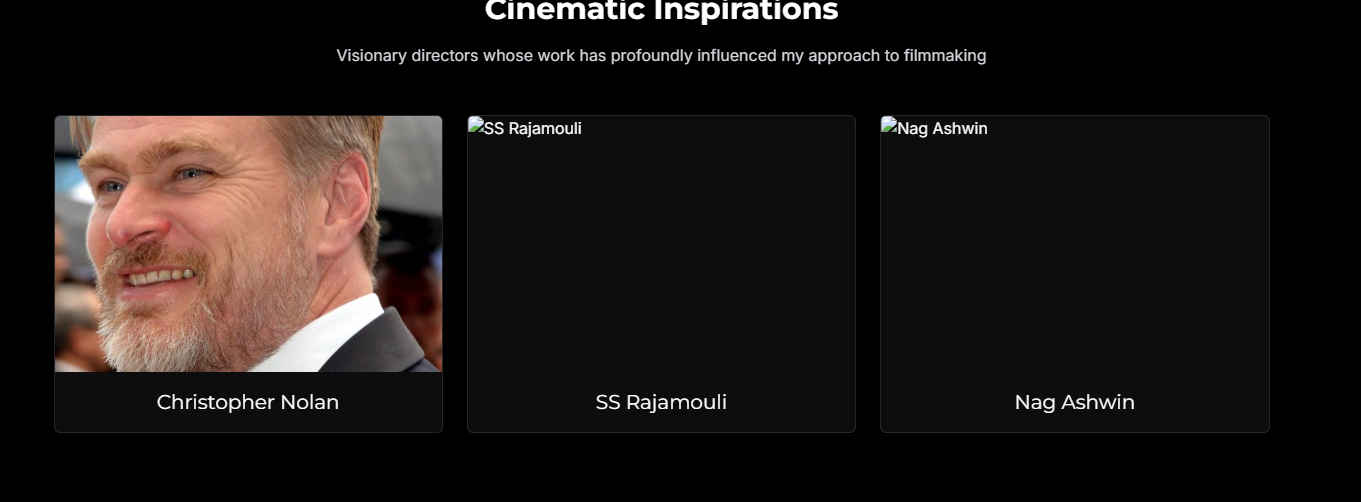 Cinematic Inspirations
Visionary directors whose work has profoundly influenced my approach to filmmaking
SS Rajamouli
Nag Ashwin
Christopher Nolan
SS Rajamouli
Nag Ashwin